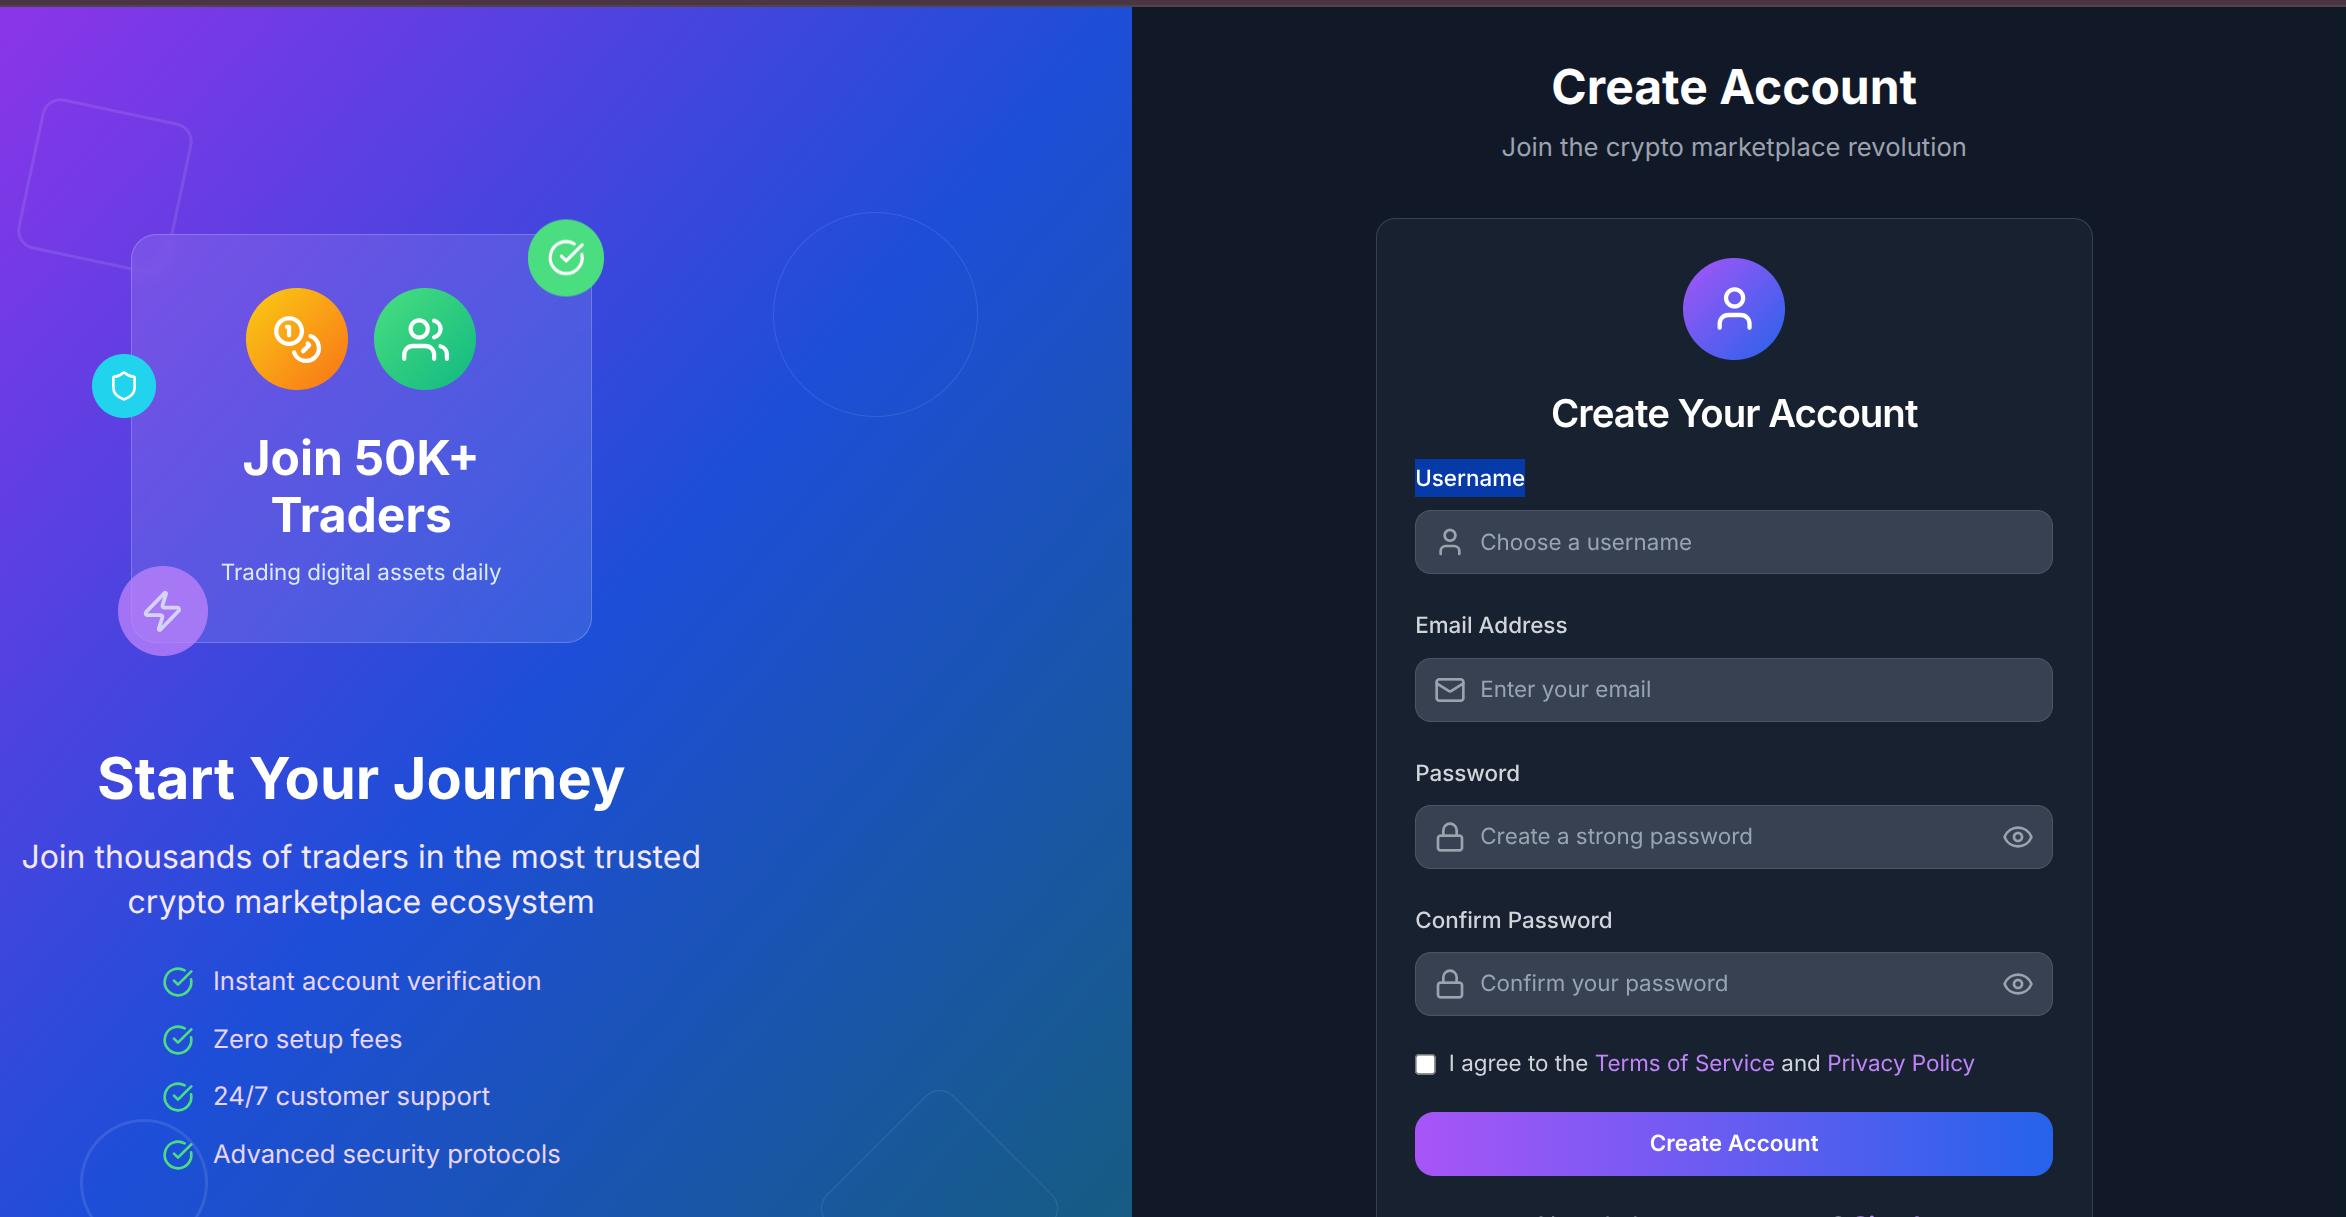 Join 50K+
Traders
Trading digital assets daily
Start Your Journey
Join thousands of traders in the most trusted
crypto marketplace ecosystem
Instant account verification
Zero setup fees
24/7 customer support
Advanced security protocols
Create Account
Join the crypto marketplace revolution
Create Your Account
Username
Choose a username
Email Address
Enter your email
Password
Create a strong password
Confirm Password
Confirm your password
I agree to the Terms of Service and Privacy Policy
Create Account